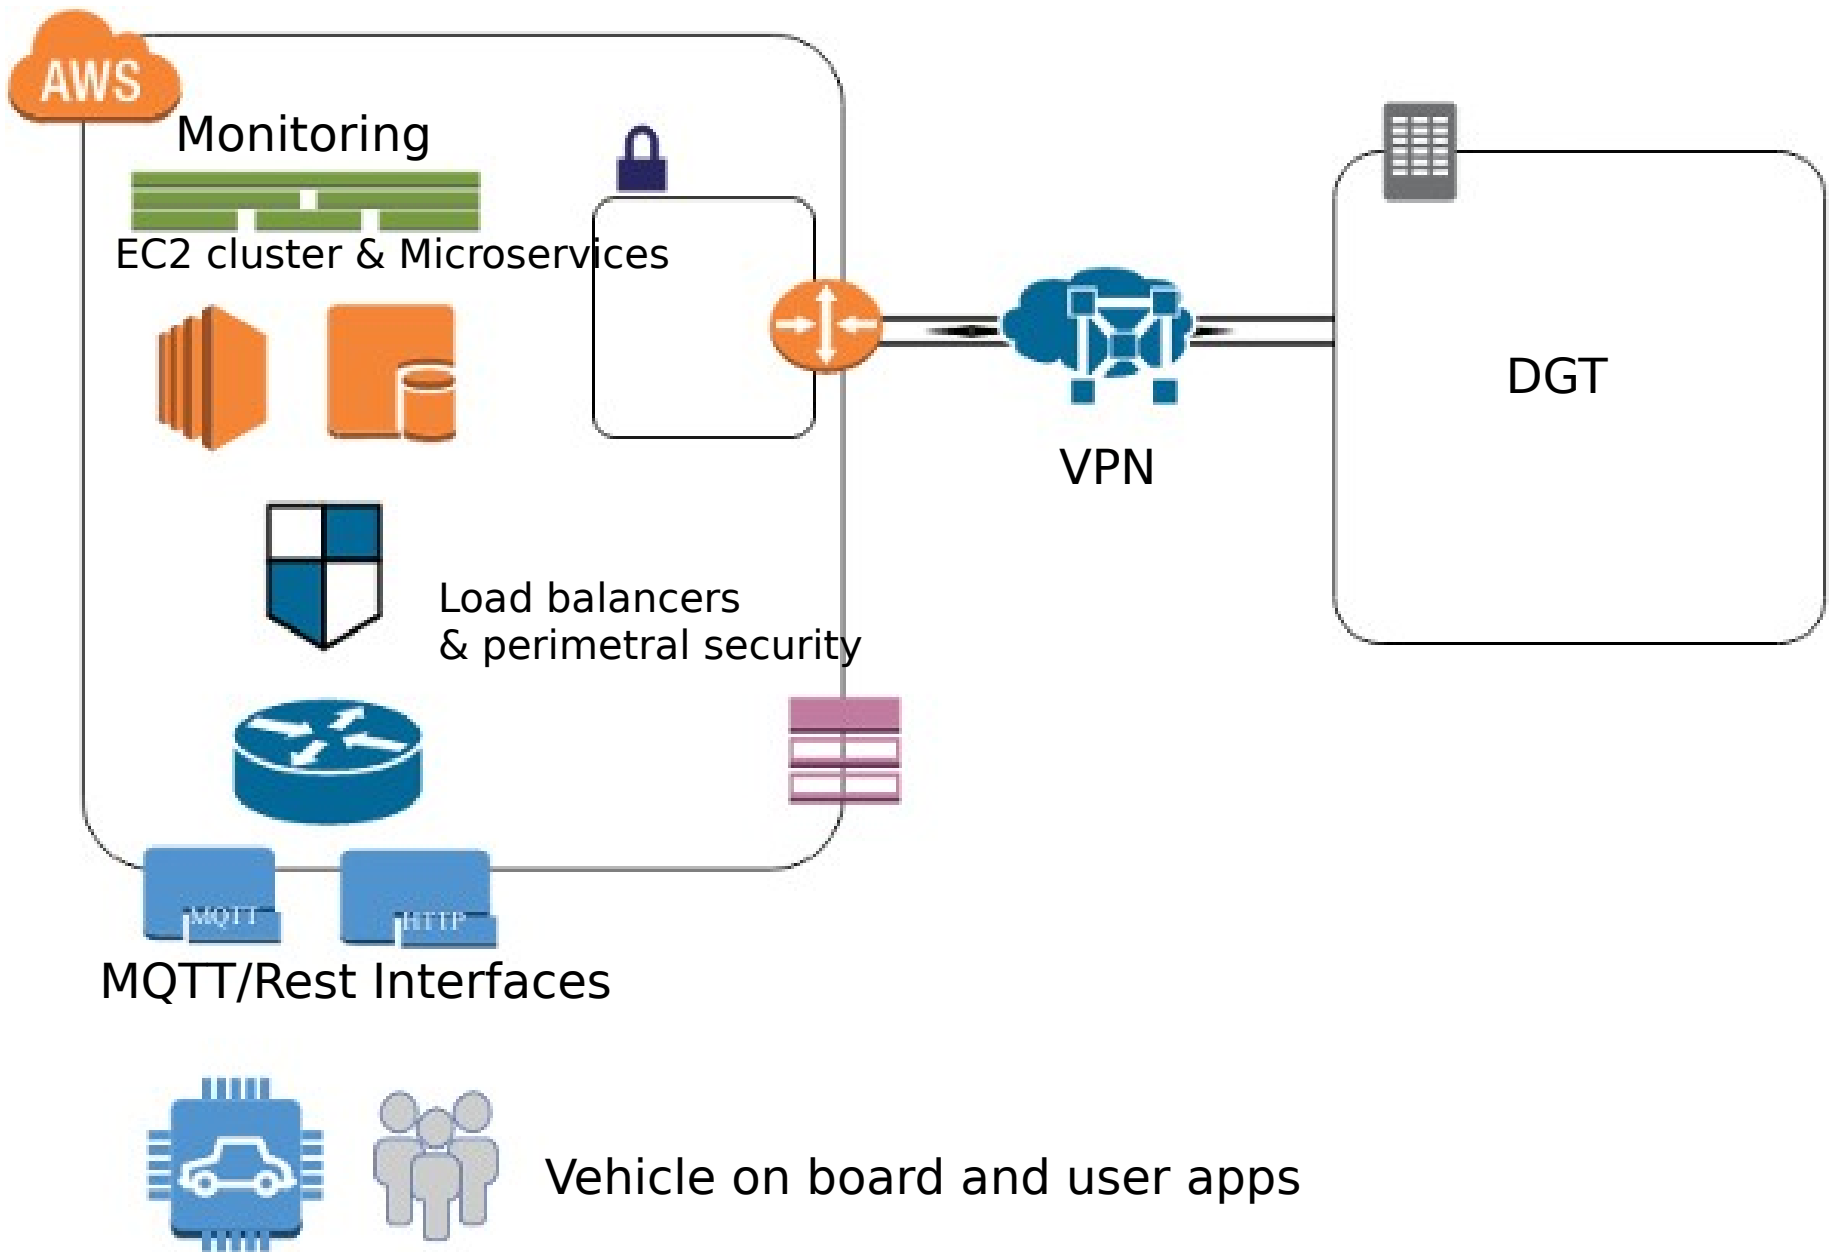 AWS
Monitoring
EC2 cluster & Microservices
DGT
VPN
Load balancers
& perimetral security
MQTT
HTTP
MQTT/Rest Interfaces
Vehicle on board and user apps